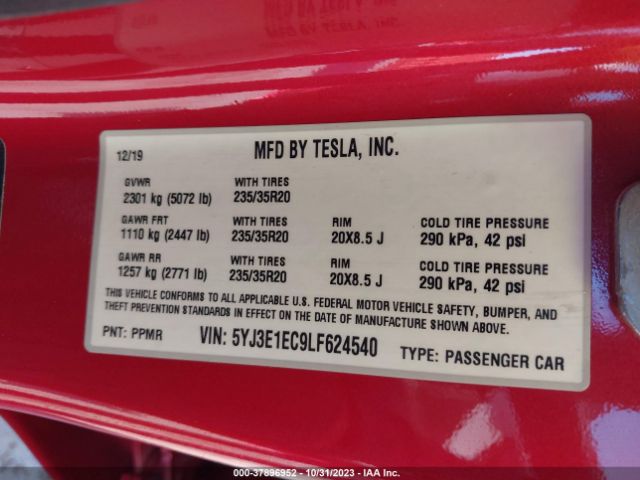 MFD BY TESLA, INC.
12/19
MFD BY TESLA, INC.
GVWR WITH TIRES
2301 kg (5072 lb) 235/35R20
GAWR FRT WITH TIRES RIM COLD TIRE PRESSURE
1110 kg (2447 lb) 235/35R20 20X8.5 J 290 kPa, 42 psi
GAWR RR WITH TIRES RIM COLD TIRE PRESSURE
1257 kg (2771 lb) 235/35R20 20X8.5 J 290 kPa, 42 psi
THIS VEHICLE CONFORMS TO ALL APPLICABLE U.S. FEDERAL MOTOR VEHICLE SAFETY, BUMPER, AND
THEFT PREVENTION STANDARDS IN EFFECT ON THE DATE OF MANUFACTURE SHOWN ABOVE.
PNT: PPMR VIN: 5YJ3E1EC9LF624540 TYPE: PASSENGER CAR
000-37896952 - 10/31/2023 - IAA Inc.